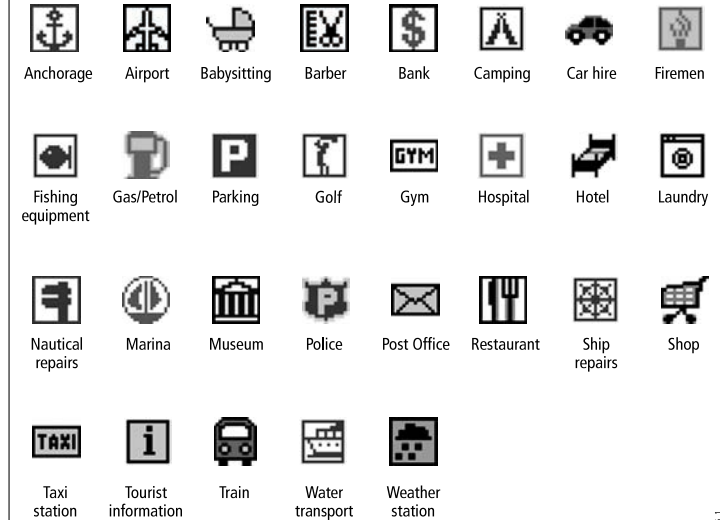 Anchorage Airport Babysitting Barber Bank Camping Car hire Firemen
P GYM
Fishing Gas/Petrol Parking Golf Gym Hospital Hotel Laundry
equipment
P
Nautical Marina Museum Police Post Office Restaurant Ship Shop
repairs repairs
TAXI i
Taxi Tourist Train Water Weather
station information transport station